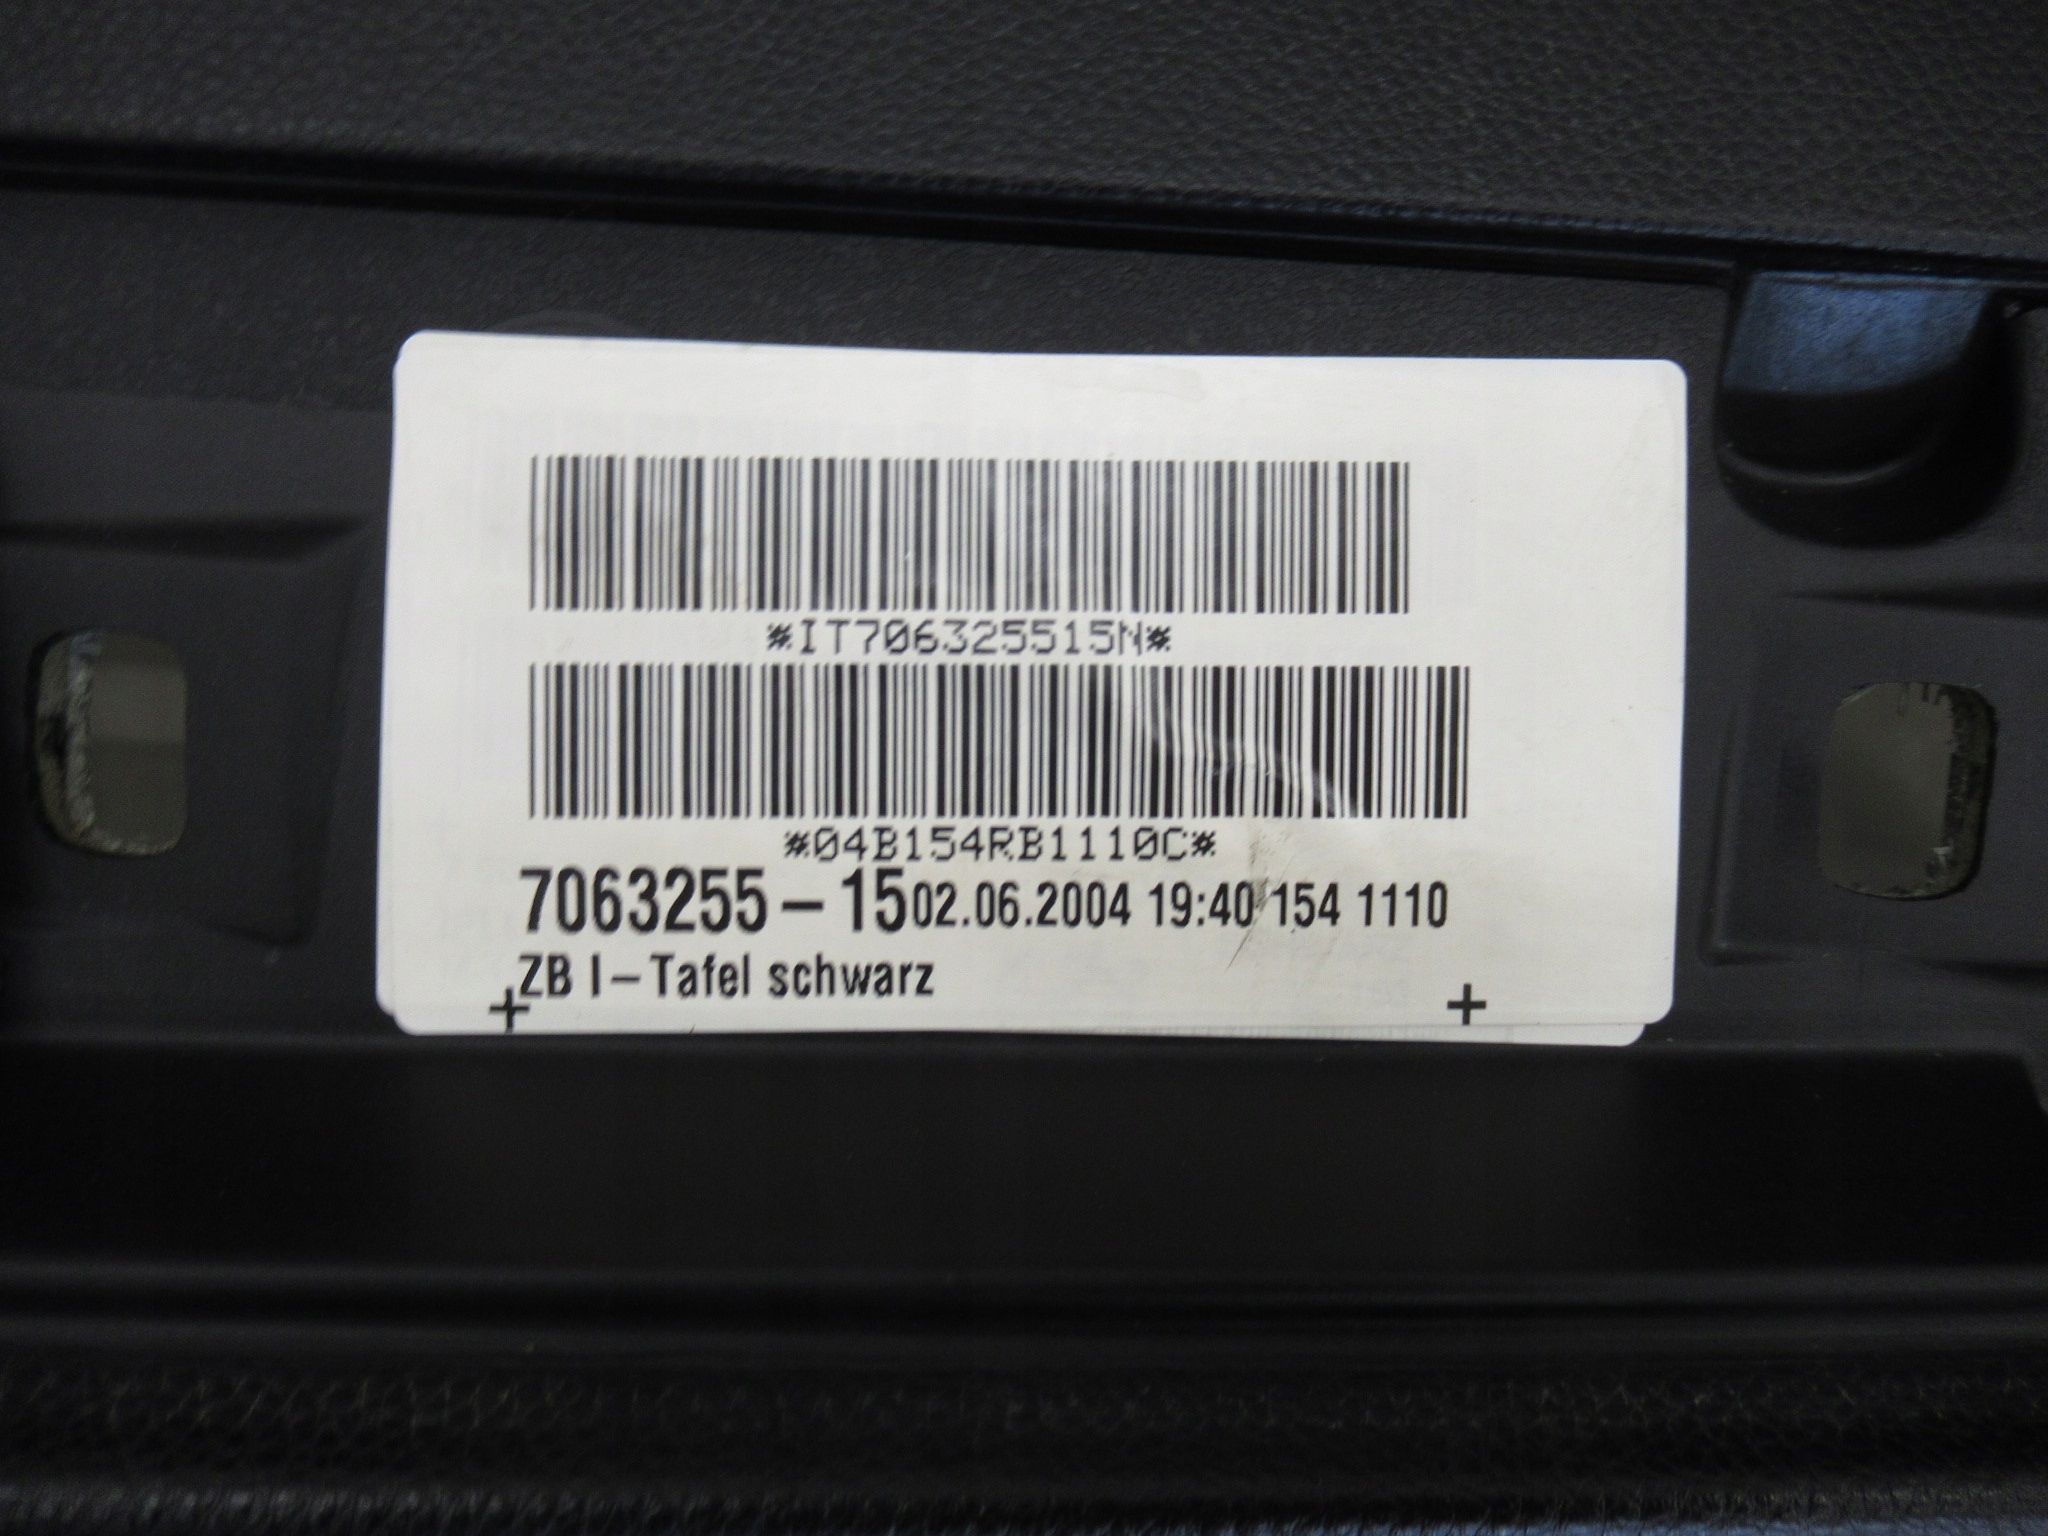 *IT706325515N*
*04B154RB1110C*
7063255-15 02.06.2004 19:40 154 1110
ZB I-Tafel schwarz